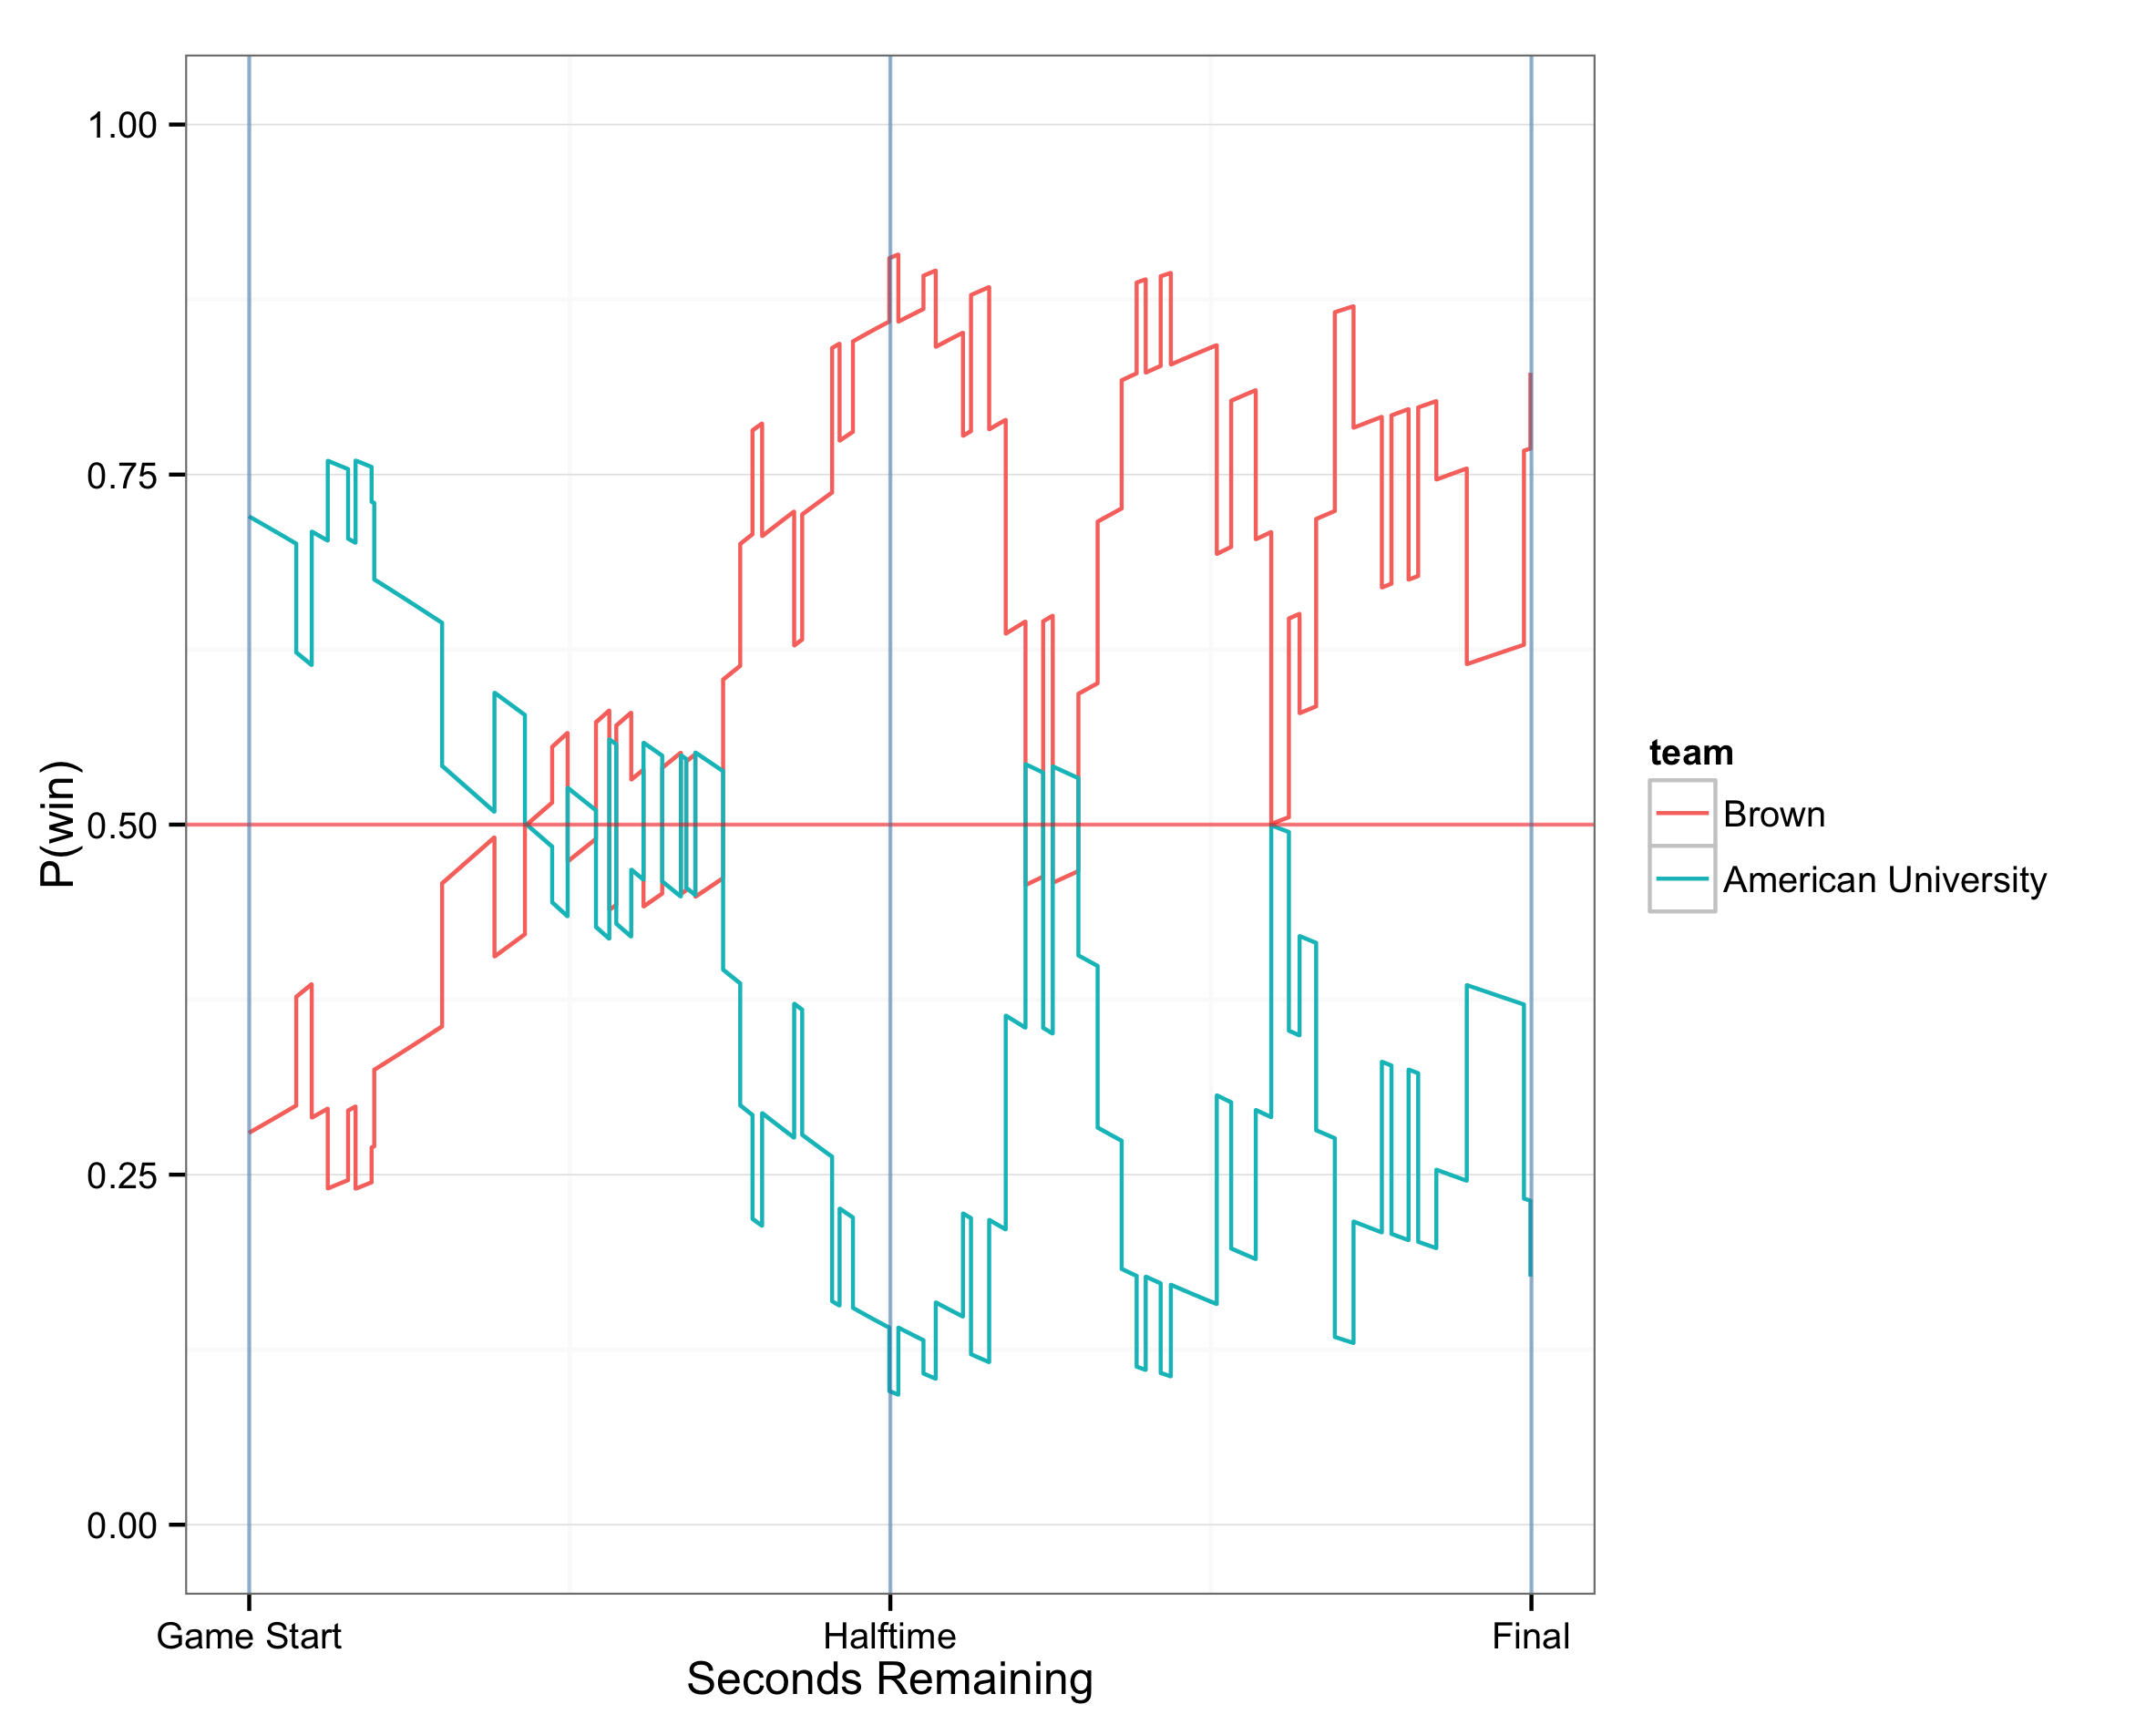 1.00
0.75
0.50
0.25
0.00
P(win)
Game Start
Halftime
Final
Seconds Remaining
team
Brown
American University